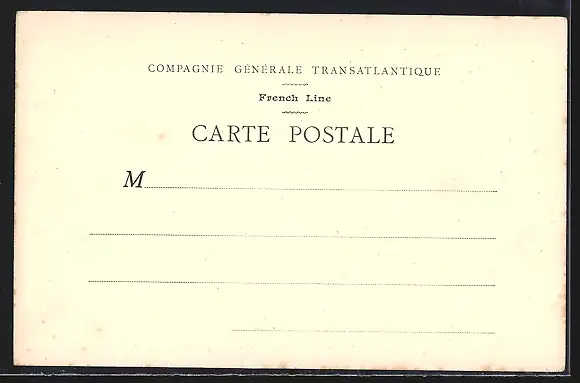 COMPAGNIE GÉNÉRALE TRANSATLANTIQUE
French Line
CARTE POSTALE
M